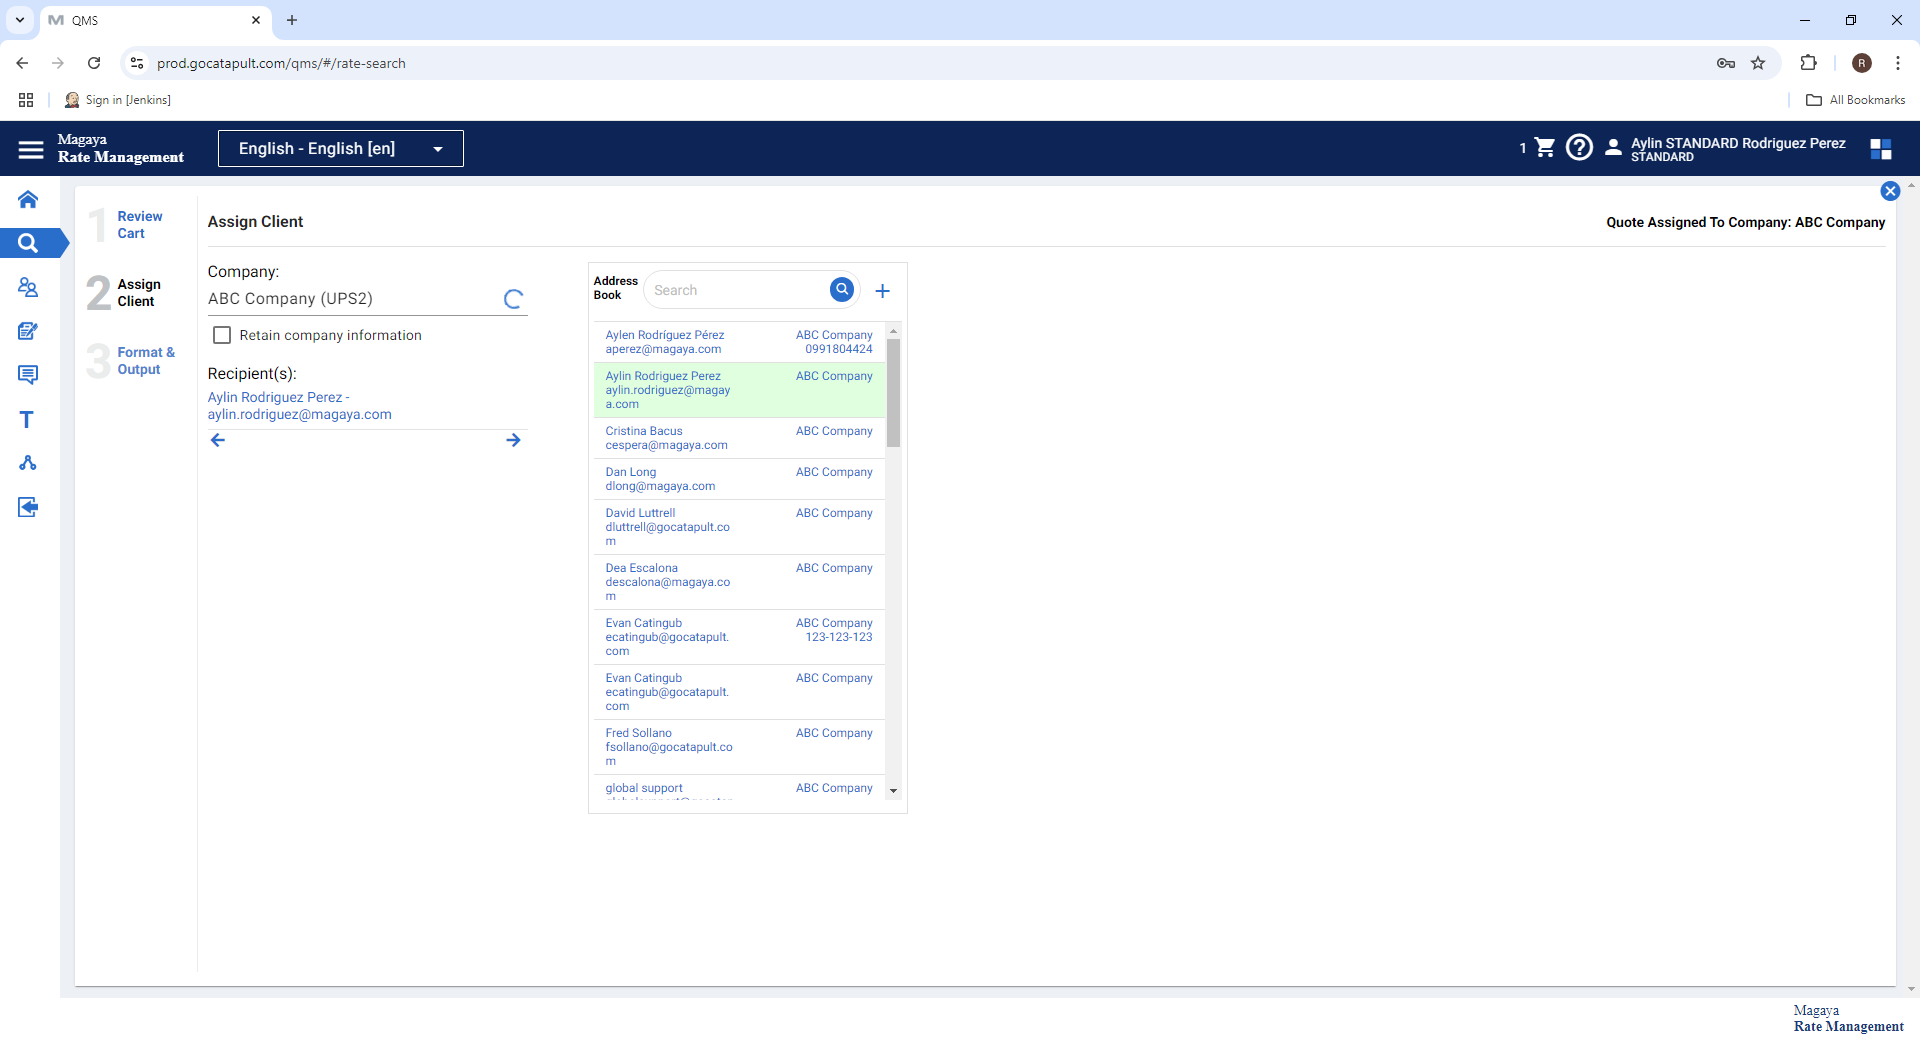 QMS
prod.gocatapult.com/qms/#/rate-search
R
Sign in [Jenkins]
All Bookmarks
Magaya
Rate Management
English - English [en]
1
Aylin STANDARD Rodriguez Perez
STANDARD
1 Review
Cart
2 Assign
Client
3 Format &
Output
T
Assign Client
Quote Assigned To Company: ABC Company
Company:
ABC Company (UPS2)
Retain company information
Recipient(s):
Aylin Rodriguez Perez -
aylin.rodriguez@magaya.com
Address
Book
Search
Aylen Rodríguez Pérez ABC Company
aperez@magaya.com 0991804424
Aylin Rodriguez Perez ABC Company
aylin.rodriguez@magay
a.com
Cristina Bacus ABC Company
cespera@magaya.com
Dan Long ABC Company
dlong@magaya.com
David Luttrell ABC Company
dluttrell@gocatapult.co
m
Dea Escalona ABC Company
descalona@magaya.co
m
Evan Catingub ABC Company
ecatingub@gocatapult. 123-123-123
com
Evan Catingub ABC Company
ecatingub@gocatapult.
com
Fred Sollano ABC Company
fsollano@gocatapult.co
m
global support ABC Company
Magaya
Rate Management